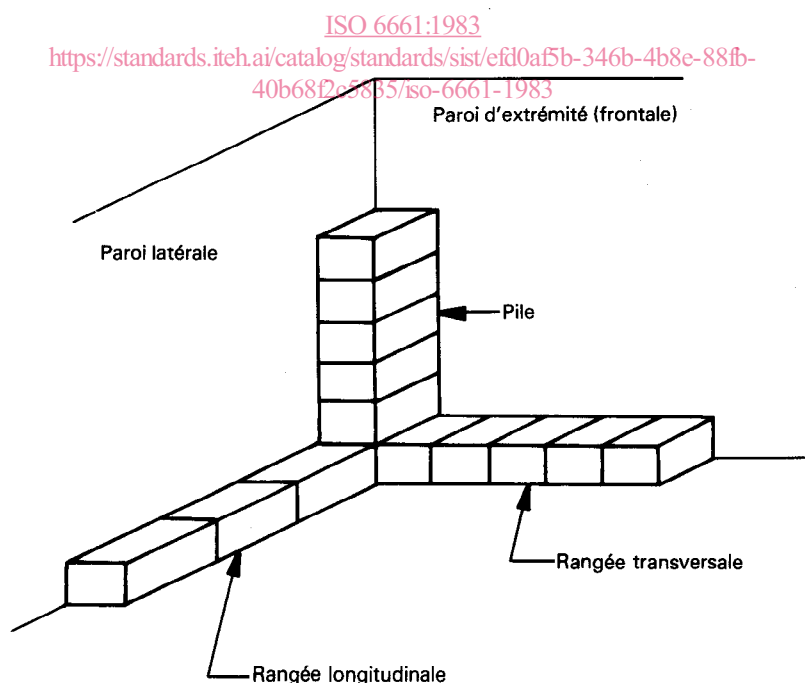 ISO 6661:1983
https://standards.iteh.ai/catalog/standards/sist/efd0af5b-346b-4b8e-88fb-
40b68f2c5835/iso-6661-1983
Paroi d'extrémité (frontale)
Paroi latérale
Pile
Rangée transversale
Rangée longitudinale